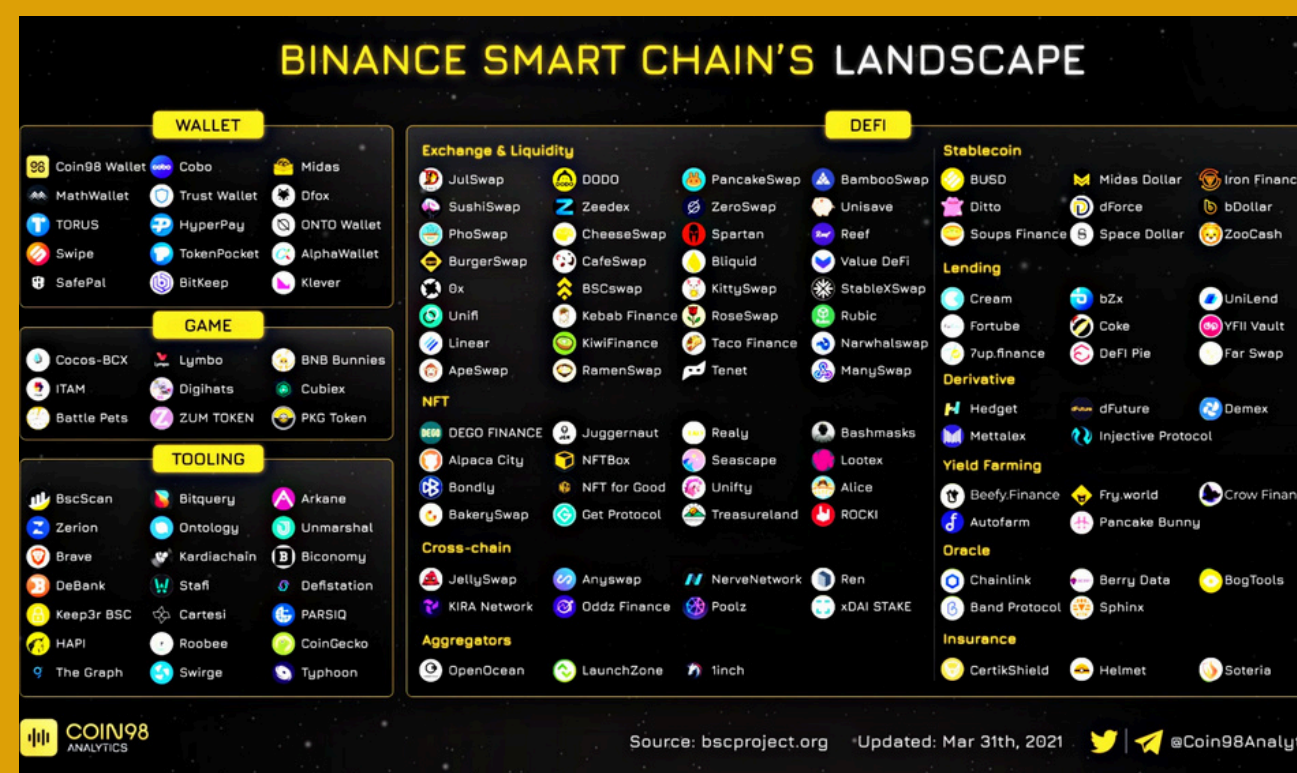 BINANCE SMART CHAIN'S LANDSCAPE
WALLET
Coin98 Wallet Cobo Midas
MathWallet Trust Wallet Dfox
TORUS HyperPay ONTO Wallet
Swipe TokenPocket AlphaWallet
SafePal BitKeep Klever
GAME
Cocos-BCX Lymbo BNB Bunnies
ITAM Digihats Cubiex
Battle Pets ZUM TOKEN PKG Token
TOOLING
BscScan Bitquery Arkane
Zerion Ontology Unmarshal
Brave Kardiachain Biconomy
DeBank Stafi Defistation
Keep3r BSC Cartesi PARSIQ
HAPI Roobee CoinGecko
The Graph Swirge Typhoon
DEFI
Exchange & Liquidity
JulSwap DODO PancakeSwap BambooSwap
SushiSwap Zeedex ZeroSwap Unisave
PhoSwap CheeseSwap Spartan Reef
BurgerSwap CafeSwap Bliquid Value DeFi
0x BSCswap KittySwap StableXSwap
Unifi Kebab Finance RoseSwap Rubic
Linear KiwiFinance Taco Finance Narwhalswap
ApeSwap RamenSwap Tenet ManySwap
NFT
DEGO FINANCE Juggernaut Realy Bashmasks
Alpaca City NFTBox Seascape Lootex
Bondly NFT for Good Unifty Alice
BakerySwap Get Protocol Treasureland ROCKI
Cross-chain
JellySwap Anyswap NerveNetwork Ren
KIRA Network Oddz Finance Poolz xDAI STAKE
Aggregators
OpenOcean LaunchZone 1inch
Stablecoin
BUSD Midas Dollar Iron Financ
Ditto dForce bDollar
Soups Finance Space Dollar ZooCash
Lending
Cream bZx UniLend
Fortube Coke YFII Vault
7up.finance DeFI Pie Far Swap
Derivative
Hedget dFuture Demex
Mettalex Injective Protocol
Yield Farming
Beefy.Finance Fry.world Crow Finan
Autofarm Pancake Bunny
Oracle
Chainlink Berry Data BogTools
Band Protocol Sphinx
Insurance
CertikShield Helmet Soteria
COIN98
ANALYTICS
Source: bscproject.org Updated: Mar 31th, 2021 @Coin98Analyt